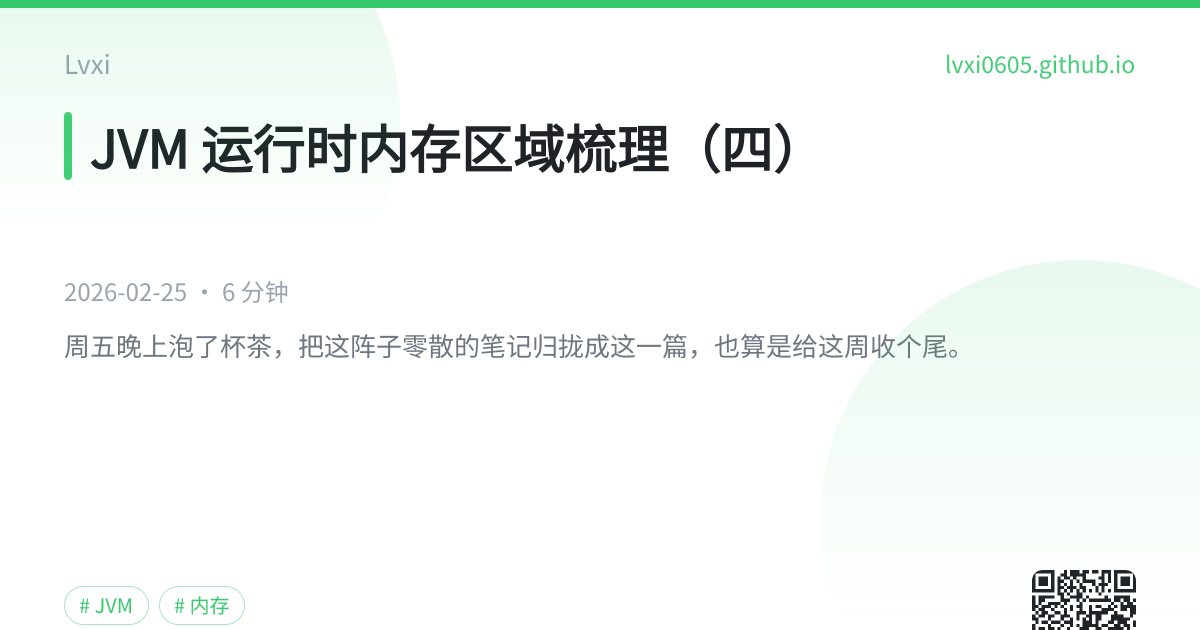 Lvxi
lvxi0605.github.io
JVM 运行时内存区域梳理（四）
2026-02-25 · 6 分钟
周五晚上泡了杯茶，把这阵子零散的笔记归拢成这一篇，也算是给这周收个尾。
# JVM
# 内存